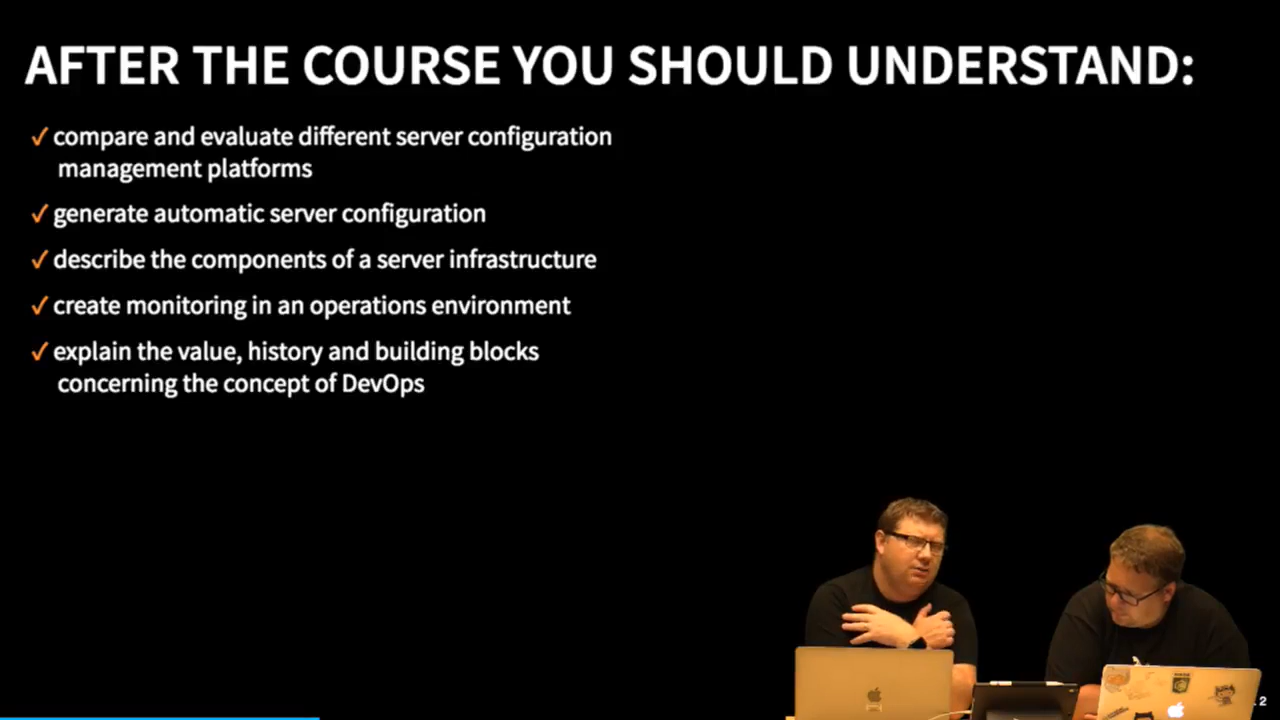 AFTER THE COURSE YOU SHOULD UNDERSTAND:
✓ compare and evaluate different server configuration
management platforms
✓ generate automatic server configuration
✓ describe the components of a server infrastructure
✓ create monitoring in an operations environment
✓ explain the value, history and building blocks
concerning the concept of DevOps
2